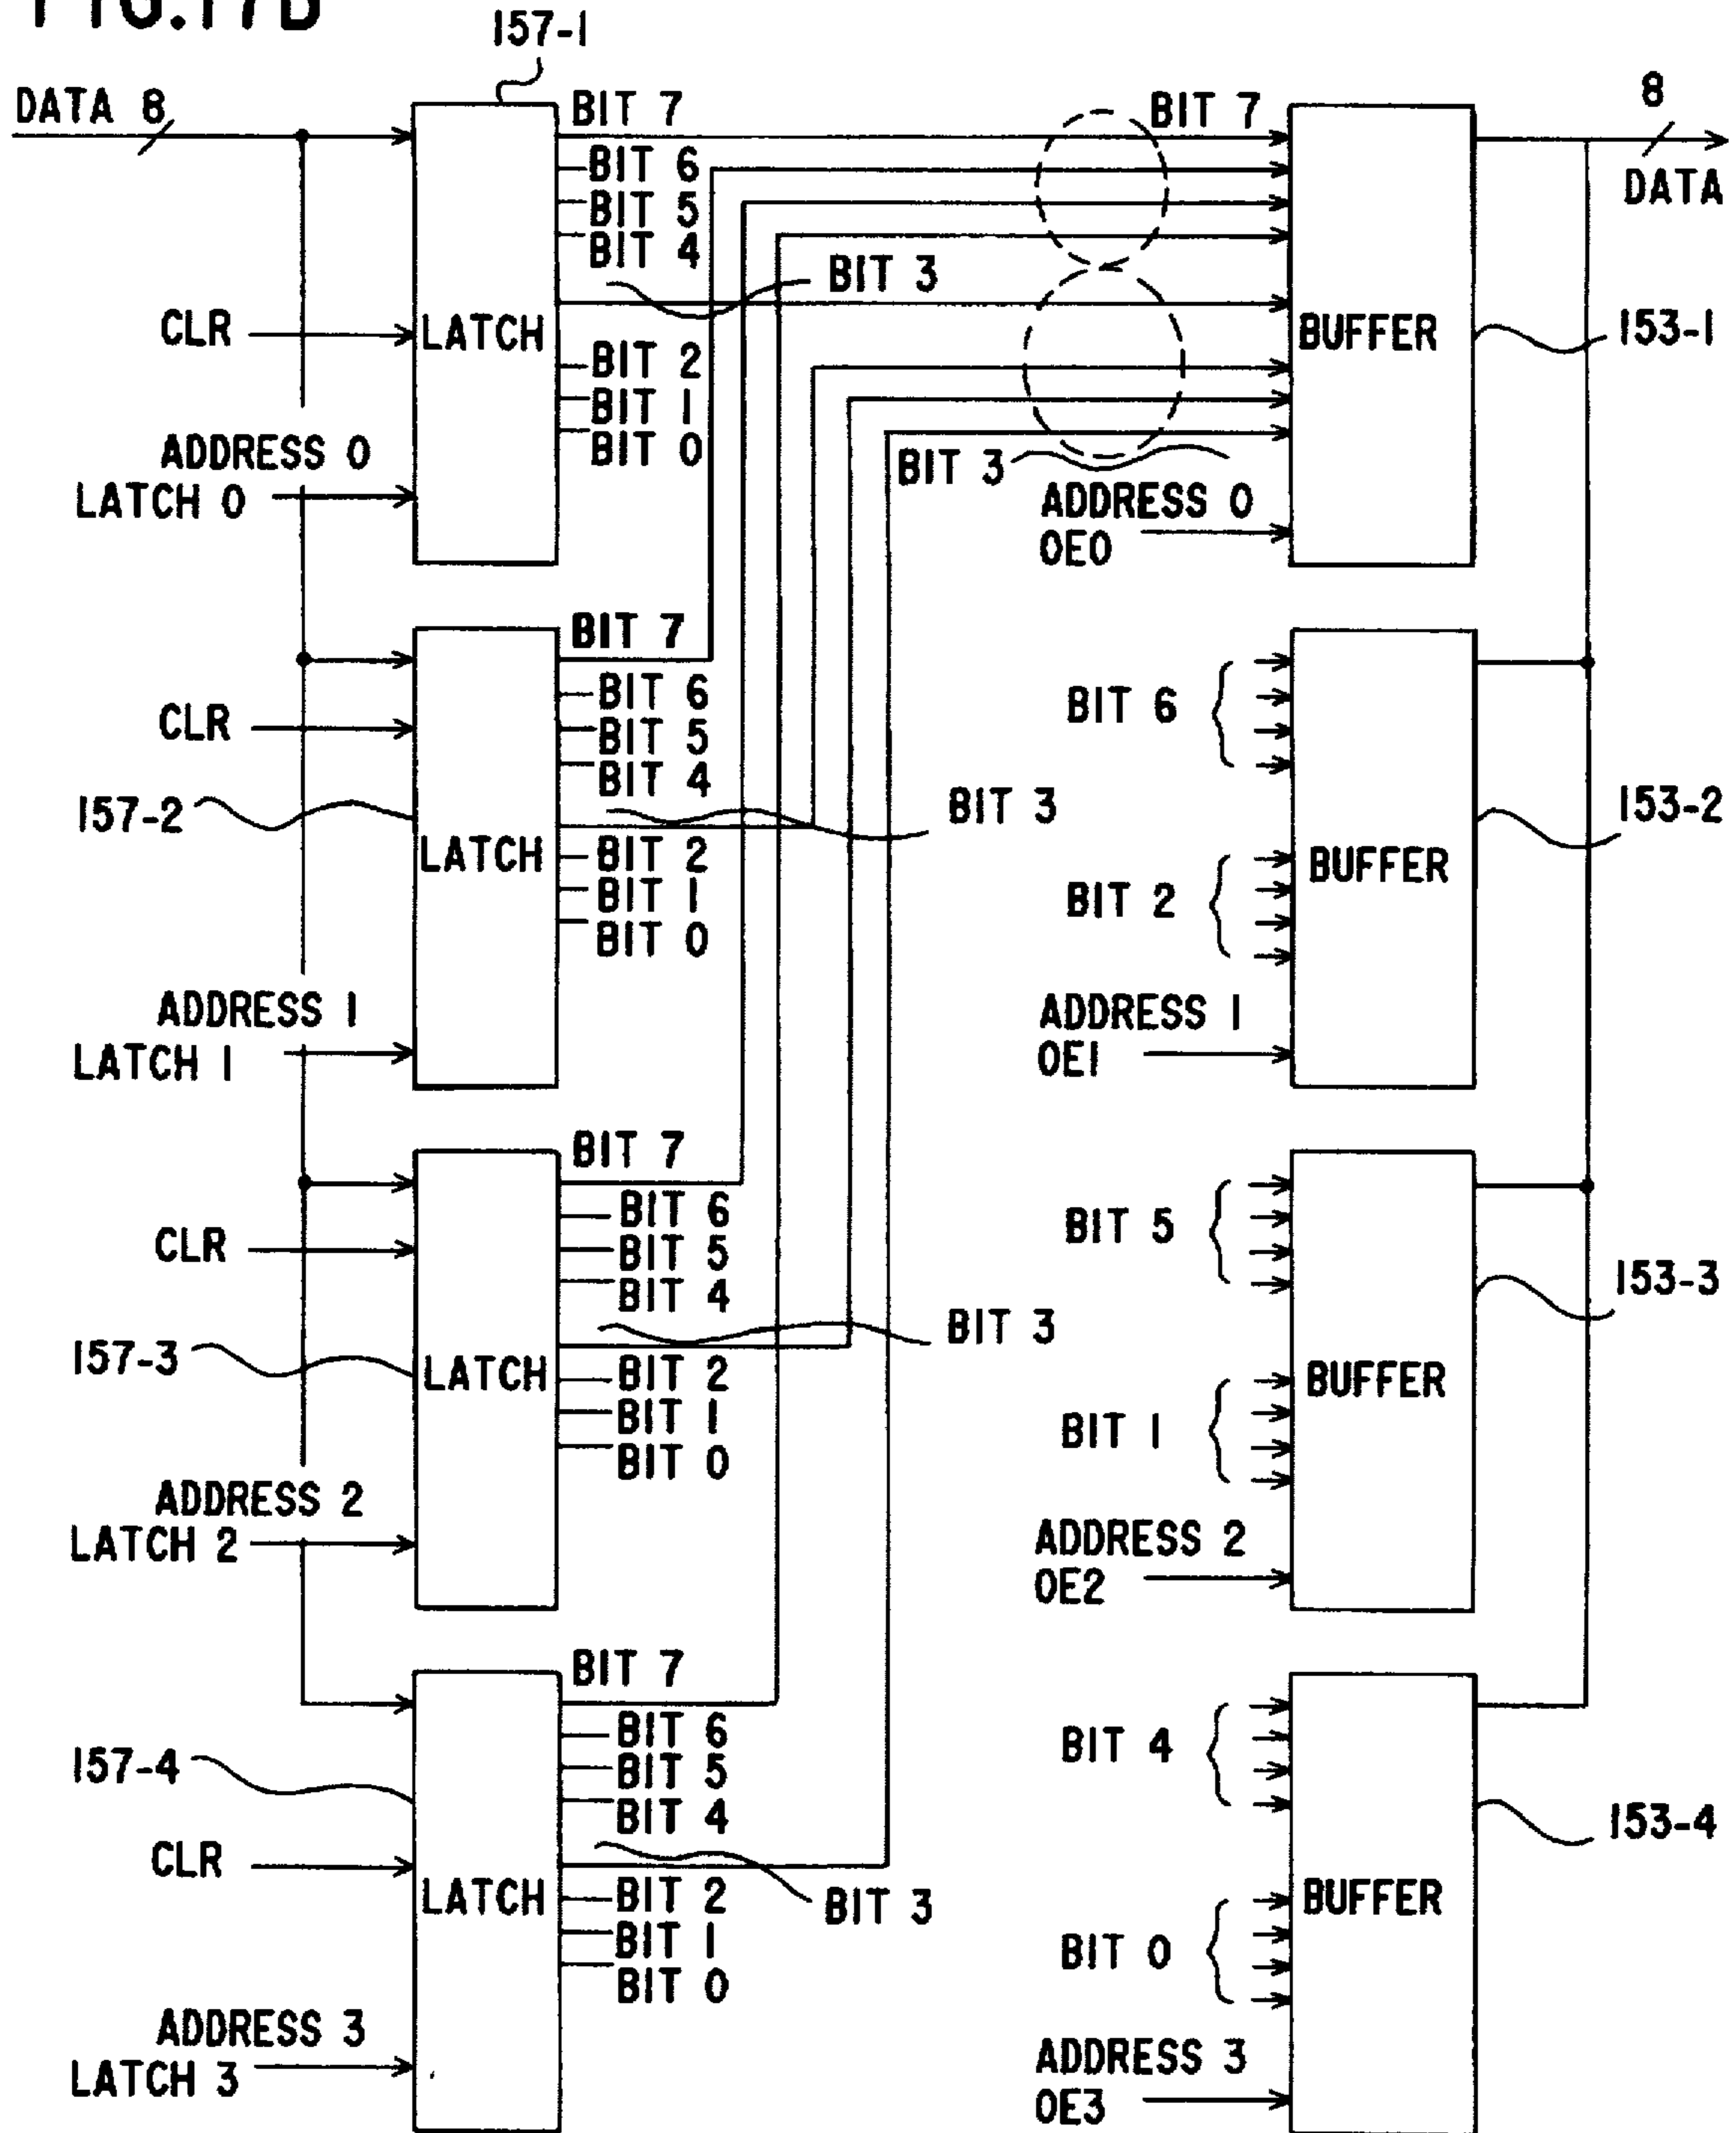 FIG.17B
157-1
DATA 8
BIT 7
BIT 6
BIT 5
BIT 4
BIT 3
CLR
LATCH
BIT 2
BIT 1
BIT 0
ADDRESS 0
LATCH 0
BIT 7
8
DATA
BUFFER
153-1
BIT 3
ADDRESS 0
OE0
BIT 7
BIT 6
CLR
BIT 5
BIT 4
157-2
BIT 3
LATCH
BIT 2
BIT 1
BIT 0
ADDRESS 1
LATCH 1
BIT 6
153-2
BUFFER
BIT 2
ADDRESS 1
OE1
BIT 7
BIT 6
CLR
BIT 5
BIT 4
BIT 3
157-3
LATCH
BIT 2
BIT 1
BIT 0
ADDRESS 2
LATCH 2
BIT 5
153-3
BUFFER
BIT 1
ADDRESS 2
OE2
BIT 7
BIT 6
157-4
BIT 5
BIT 4
CLR
LATCH
BIT 2
BIT 3
BIT 1
BIT 0
ADDRESS 3
LATCH 3
BIT 4
153-4
BUFFER
BIT 0
ADDRESS 3
OE3